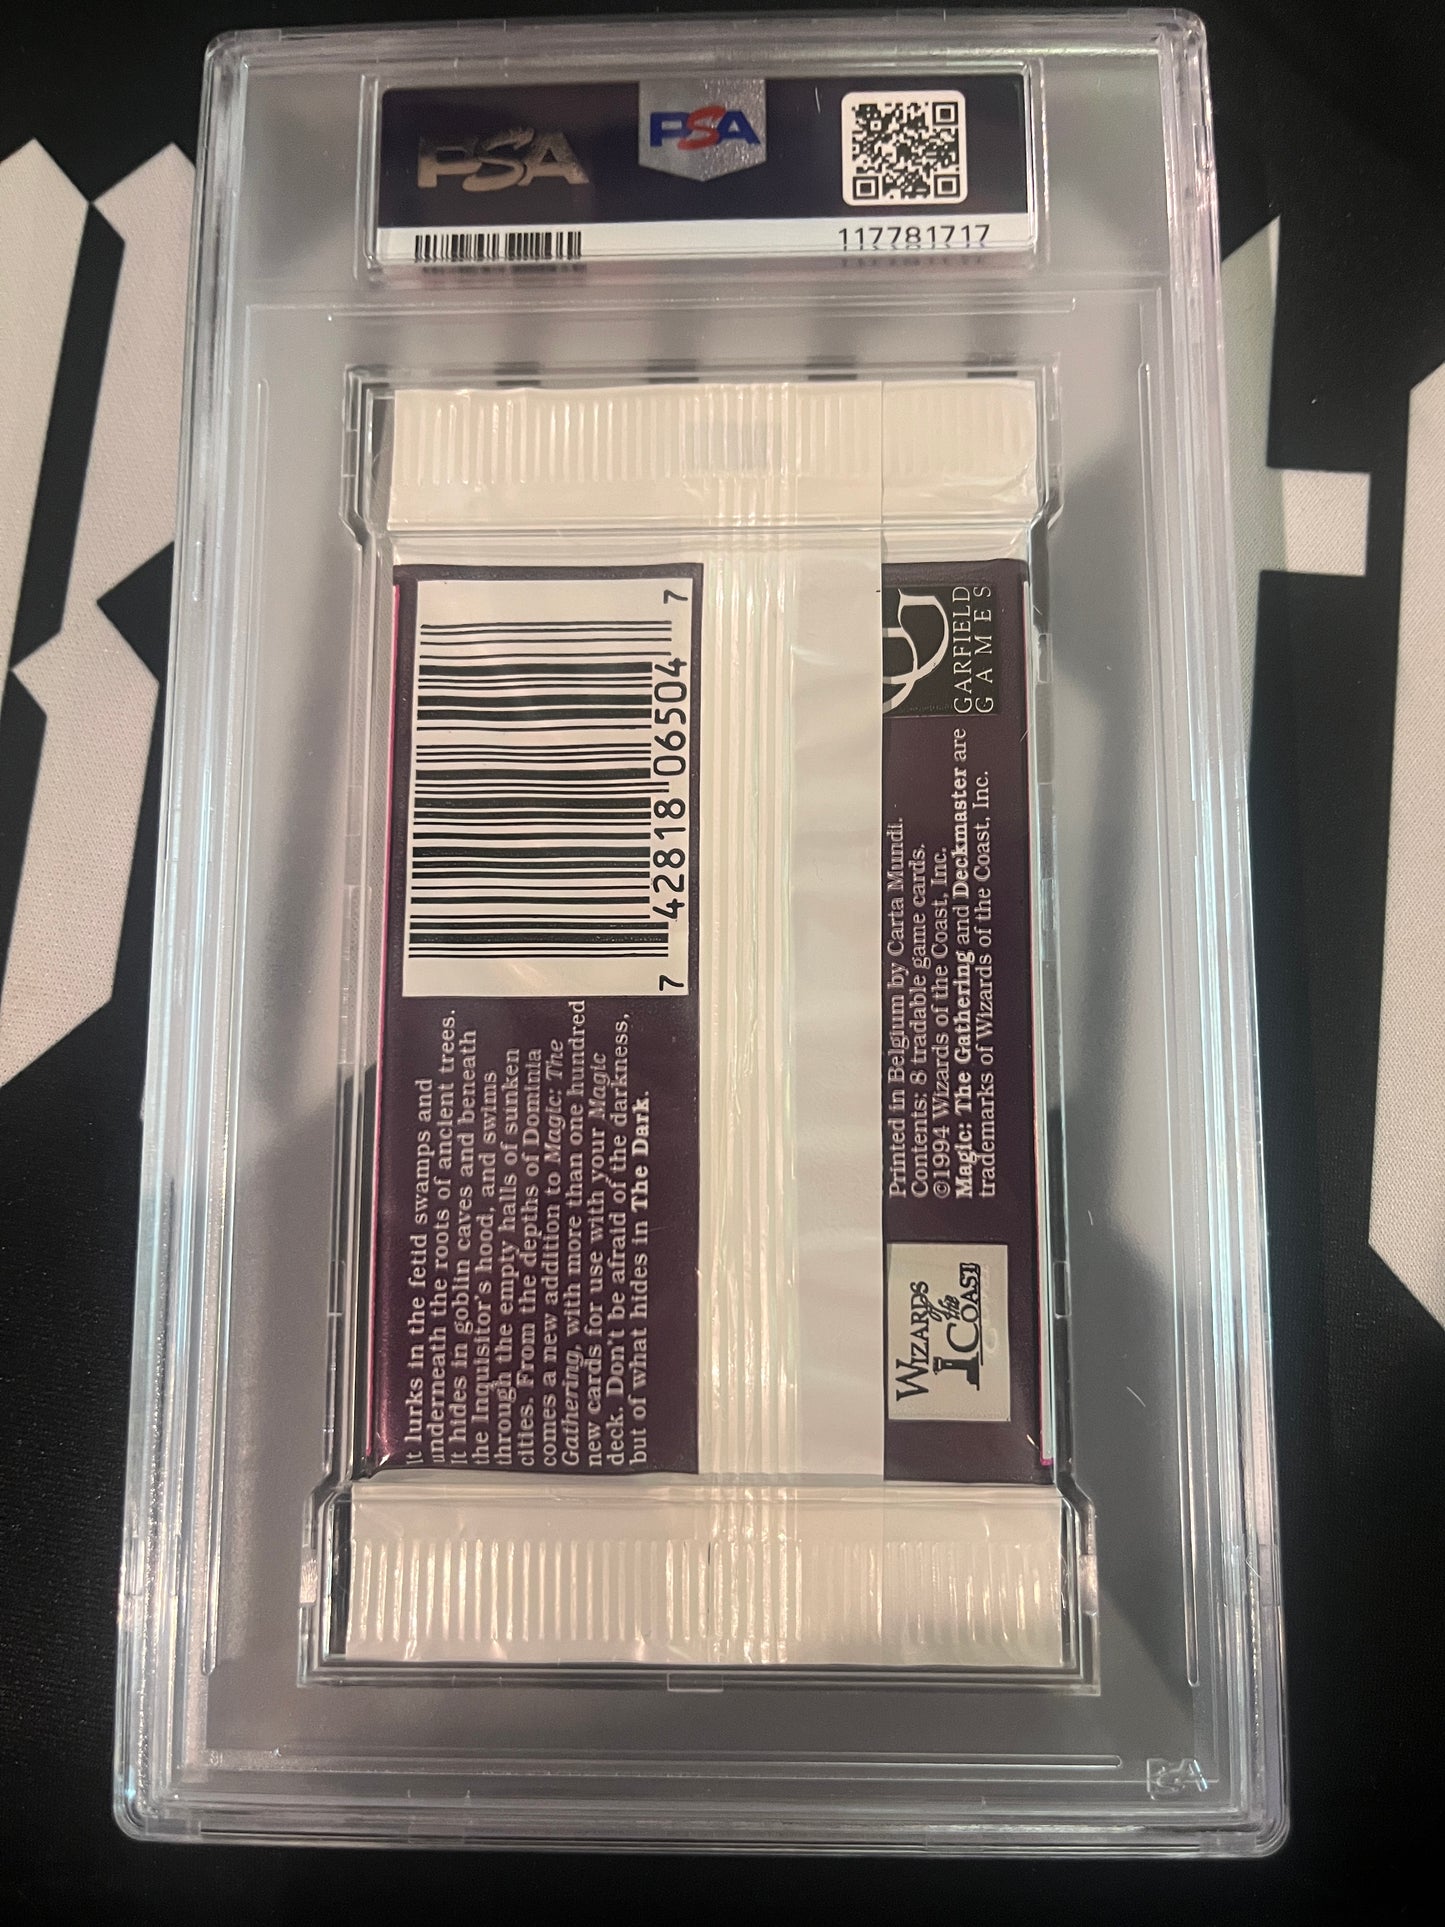 PSA
PSA
117781717
7 42818 06504 7
It lurks in the fetid swamps and
underneath the roots of ancient trees.
It hides in goblin caves and beneath
the Inquisitor's hood, and swims
through the empty halls of sunken
cities. From the depths of Dominia
comes a new addition to Magic: The
Gathering, with more than one hundred
new cards for use with your Magic
deck. Don't be afraid of the darkness,
but of what hides in The Dark.
GARFIELD
GAMES
Printed in Belgium by Carta Mundi.
Contents: 8 tradable game cards.
©1994 Wizards of the Coast, Inc.
Magic: The Gathering and Deckmaster are
trademarks of Wizards of the Coast, Inc.
WIZARDS
of the
COAST
PSA